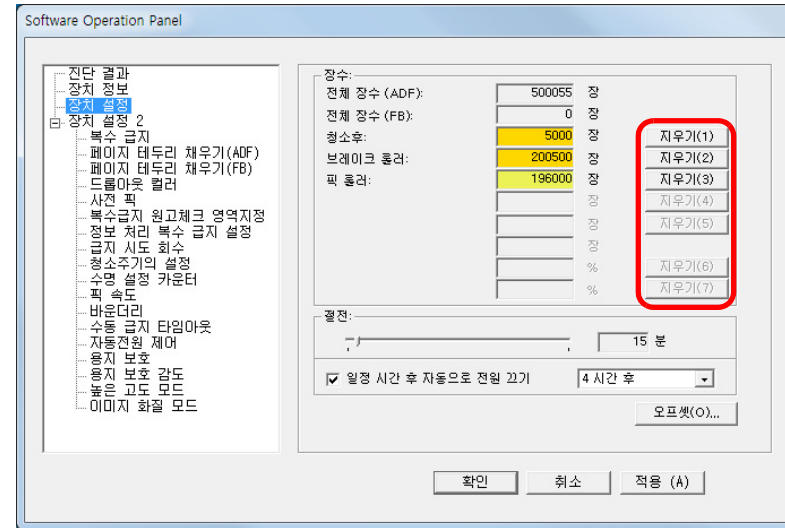 Software Operation Panel
진단 결과
장치 정보
장치 설정
장치 설정 2
복수 급지
페이지 테두리 채우기(ADF)
페이지 테두리 채우기(FB)
드롭아웃 컬러
사전 픽
복수급지 원고체크 영역지정
정보 처리 복수 급지 설정
급지 시도 회수
청소주기의 설정
수명 설정 카운터
픽 속도
바운더리
수동 급지 타임아웃
자동전원 제어
용지 보호
용지 보호 감도
높은 고도 모드
이미지 화질 모드
장수:
전체 장수 (ADF): 500055 장
전체 장수 (FB): 0 장
청소후: 5000 장 지우기(1)
브레이크 롤러: 200500 장 지우기(2)
픽 롤러: 196000 장 지우기(3)
장 지우기(4)
장 지우기(5)
장
% 지우기(6)
% 지우기(7)
절전:
15 분
일정 시간 후 자동으로 전원 끄기 4 시간 후
오프셋(O)...
확인 취소 적용 (A)